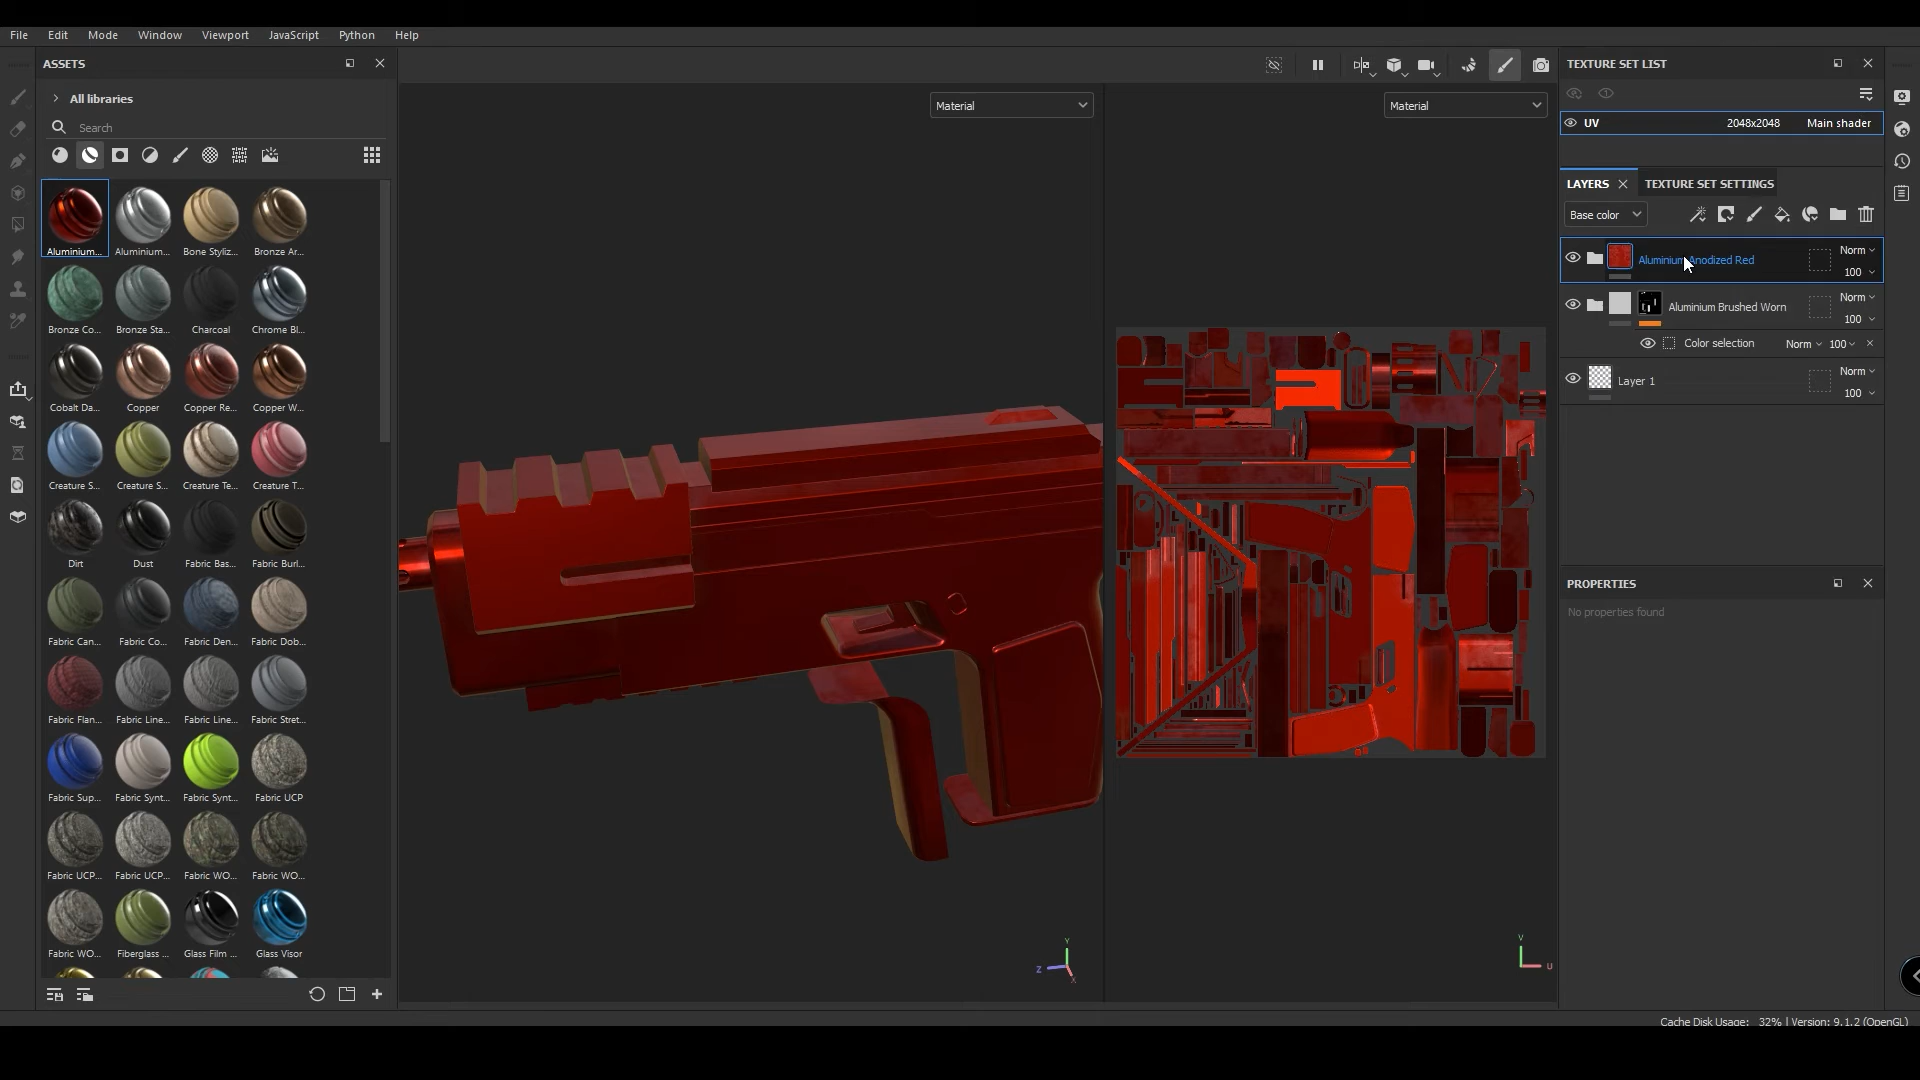 File Edit Mode Window Viewport JavaScript Python Help
ASSETS
All libraries
Search
Aluminium... Aluminium... Bone Styliz... Bronze Ar...
Bronze Co... Bronze Sta... Charcoal Chrome Bl...
Cobalt Da... Copper Copper Re... Copper W...
Creature S... Creature S... Creature Te... Creature T...
Dirt Dust Fabric Bas... Fabric Burl...
Fabric Can... Fabric Co... Fabric Den... Fabric Dob...
Fabric Flan... Fabric Line... Fabric Line... Fabric Stret...
Fabric Sup... Fabric Synt... Fabric Synt... Fabric UCP
Fabric UCP... Fabric UCP... Fabric WO... Fabric WO...
Fabric WO... Fiberglass ... Glass Film ... Glass Visor
Material
Y
Z
X
Material
V
U
TEXTURE SET LIST
UV 2048x2048 Main shader
LAYERS TEXTURE SET SETTINGS
Base color
Aluminium Anodized Red Norm
100
Aluminium Brushed Worn Norm
100
Color selection Norm 100
Layer 1 Norm
100
PROPERTIES
No properties found
Cache Disk Usage: 32% | Version: 9.1.2 (OpenGL)